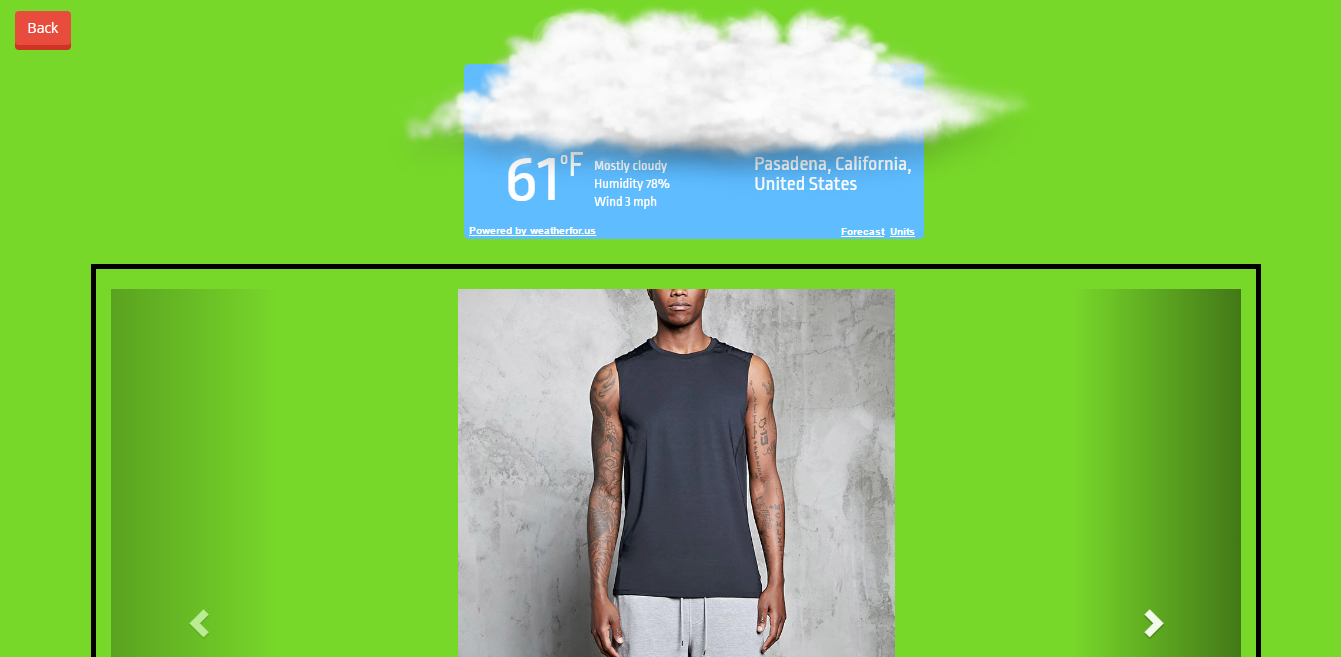 Back
61°F
Mostly cloudy
Humidity 78%
Wind 3 mph
Pasadena, California,
United States
Powered by weatherfor.us
Forecast Units